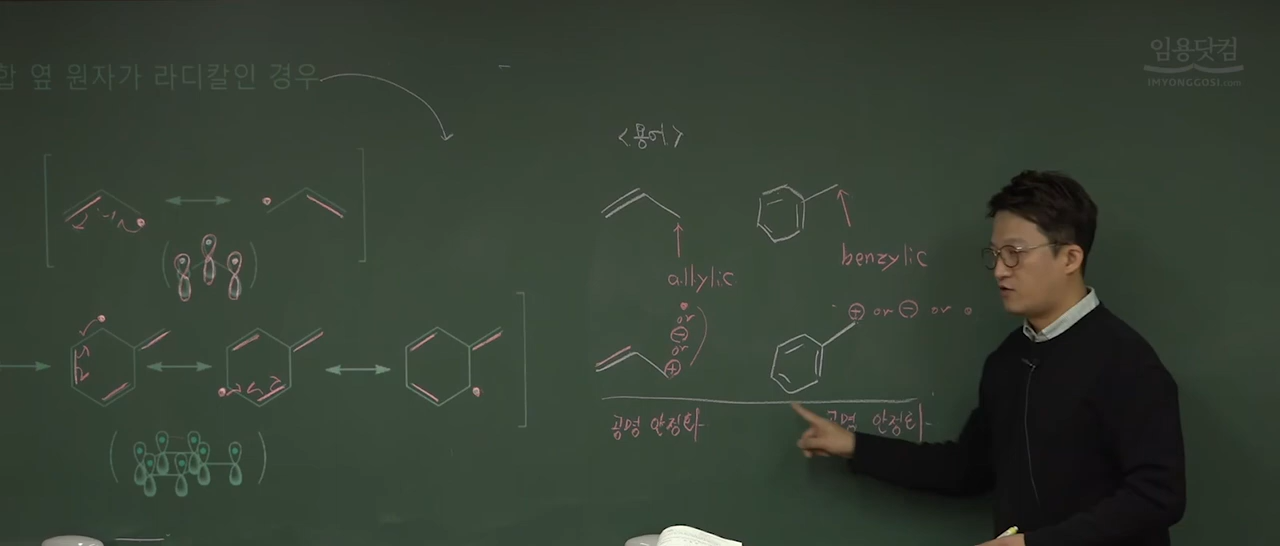 합 옆 원자가 라디칼인 경우
임용닷컴
iMYONGGOSI.com
<용어>
allylic
benzylic
or
or
⊕ or ⊖ or
공명 안정화
공명 안정화